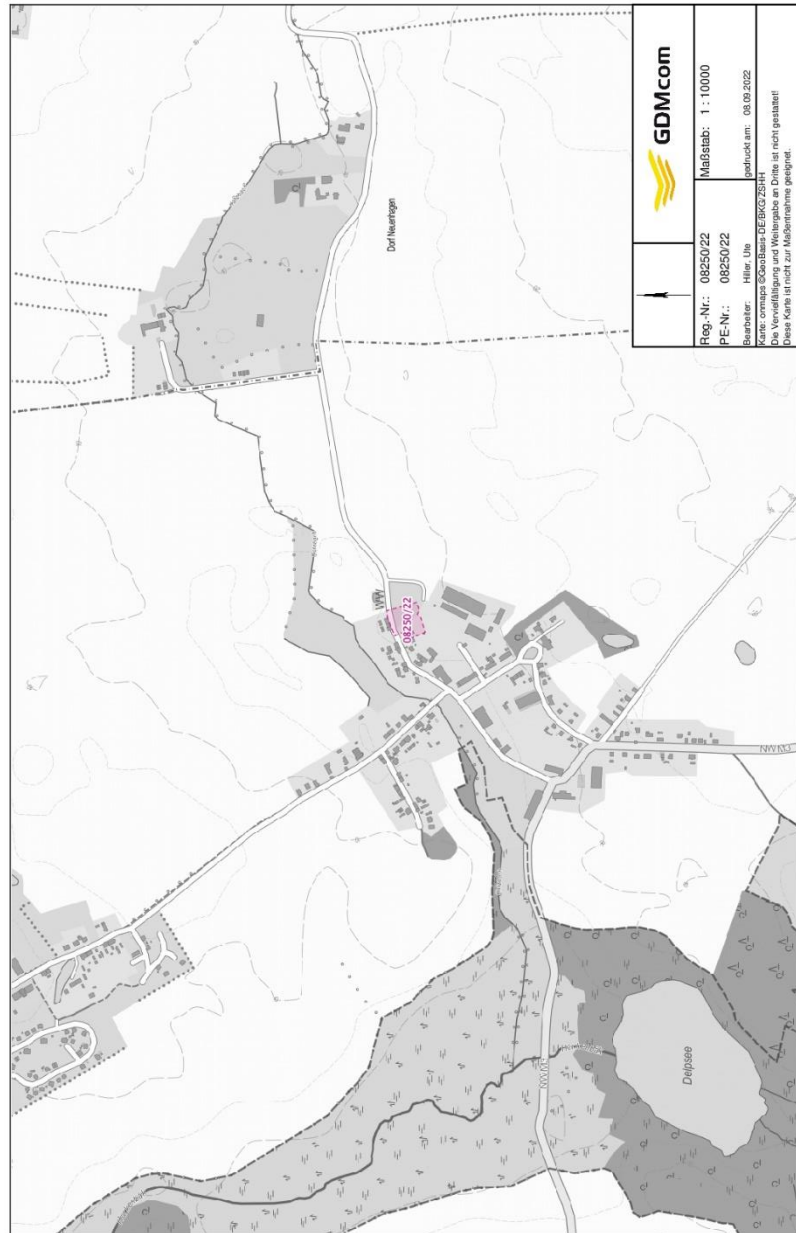 GDMcom
Reg.-Nr.: 08250/22
Maßstab: 1 : 10000
PE-Nr.: 08250/22
Bearbeiter: Hiller, Ute
gedruckt am: 08.09.2022
Karte: onmaps ©GeoBasis-DE/BKG/ZSHH
Die Vervielfältigung und Weitergabe an Dritte ist nicht gestattet!
Diese Karte ist nicht zur Maßentnahme geeignet.
Dorf Neuenhagen
08250/22
Delpsee